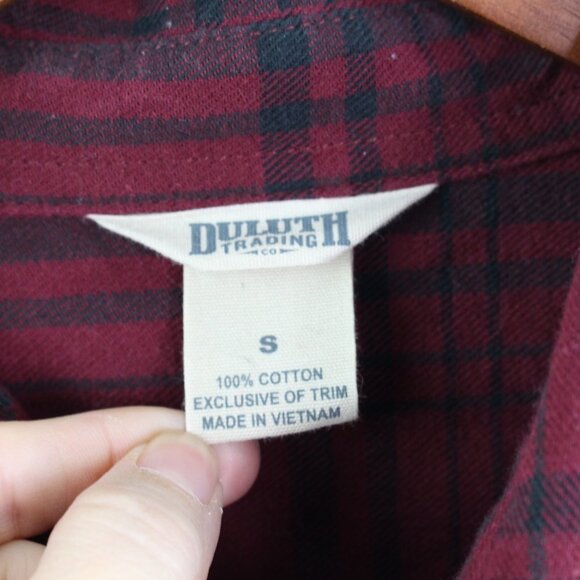 DULUTH
TRADING
CO
S
100% COTTON
EXCLUSIVE OF TRIM
MADE IN VIETNAM